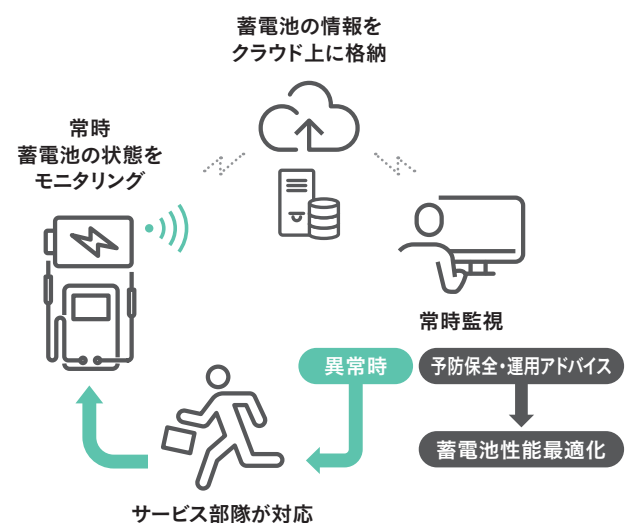 蓄電池の情報を
クラウド上に格納
常時
蓄電池の状態を
モニタリング
常時監視
異常時
予防保全・運用アドバイス
蓄電池性能最適化
サービス部隊が対応